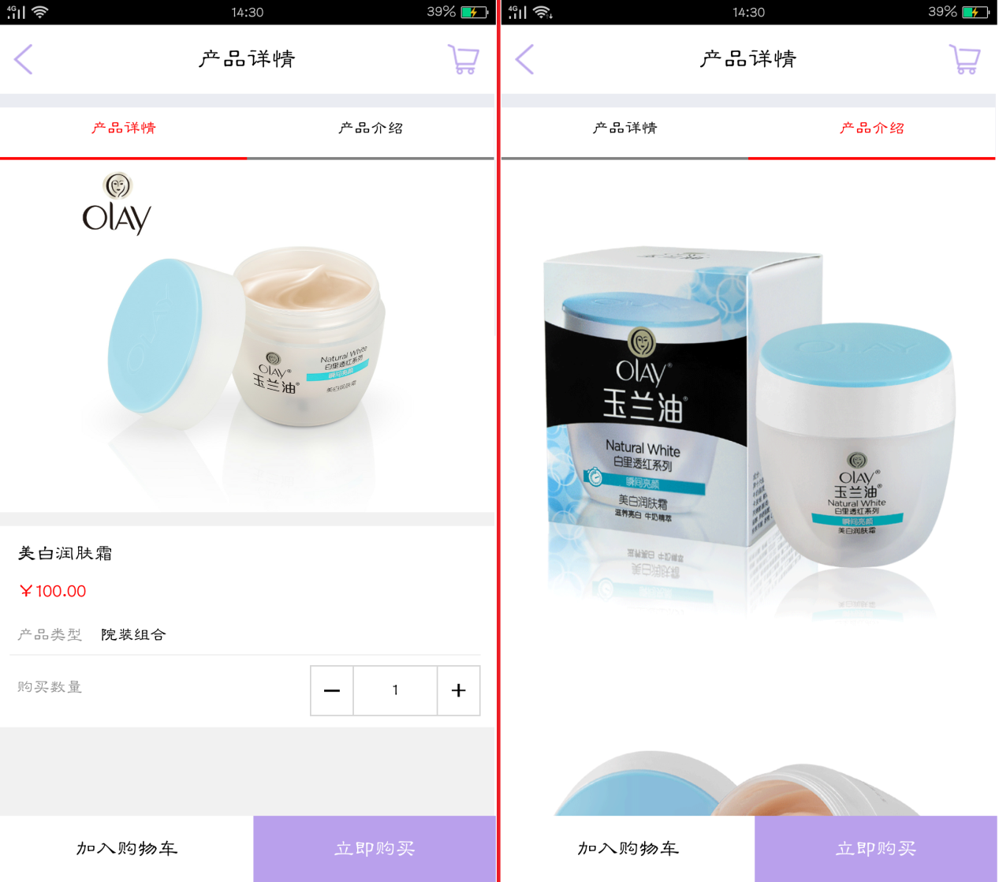 4G
14:30
39%
产品详情
产品详情
产品介绍
OLAY
OLAY®
玉兰油®
Natural White
白里透红系列
瞬间亮颜
美白润肤霜
美白润肤霜
￥100.00
产品类型 院装组合
购买数量
1
加入购物车
立即购买
4G
14:30
39%
产品详情
产品详情
产品介绍
OLAY®
玉兰油®
Natural White
白里透红系列
瞬间亮颜
美白润肤霜
滋养亮白 牛奶精萃
OLAY
OLAY®
玉兰油®
Natural White
白里透红系列
瞬间亮颜
美白润肤霜
加入购物车
立即购买